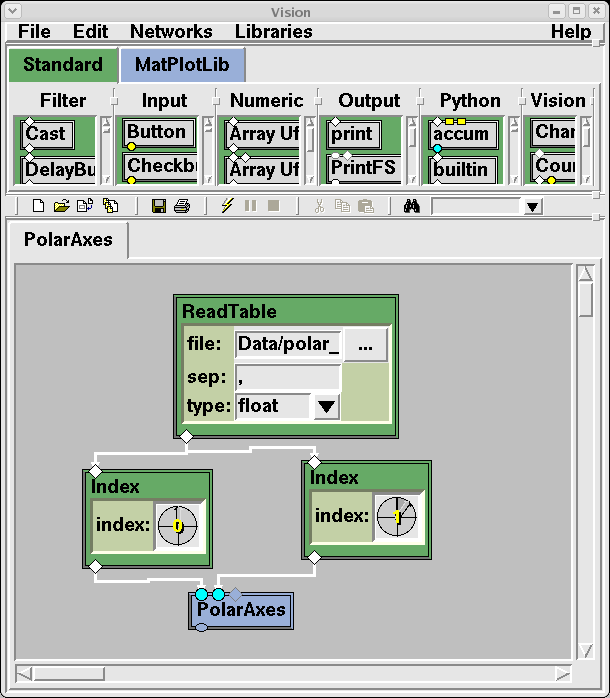 Vision
File Edit Networks Libraries Help
Standard MatPlotLib
Filter Input Numeric Output Python Vision
Cast Button Array Uf print accum Char
DelayBu Checkb Array Uf PrintFS builtin Cour
PolarAxes
ReadTable
file: Data/polar_ ...
sep: ,
type: float
Index Index
index: 0 index: 1
PolarAxes